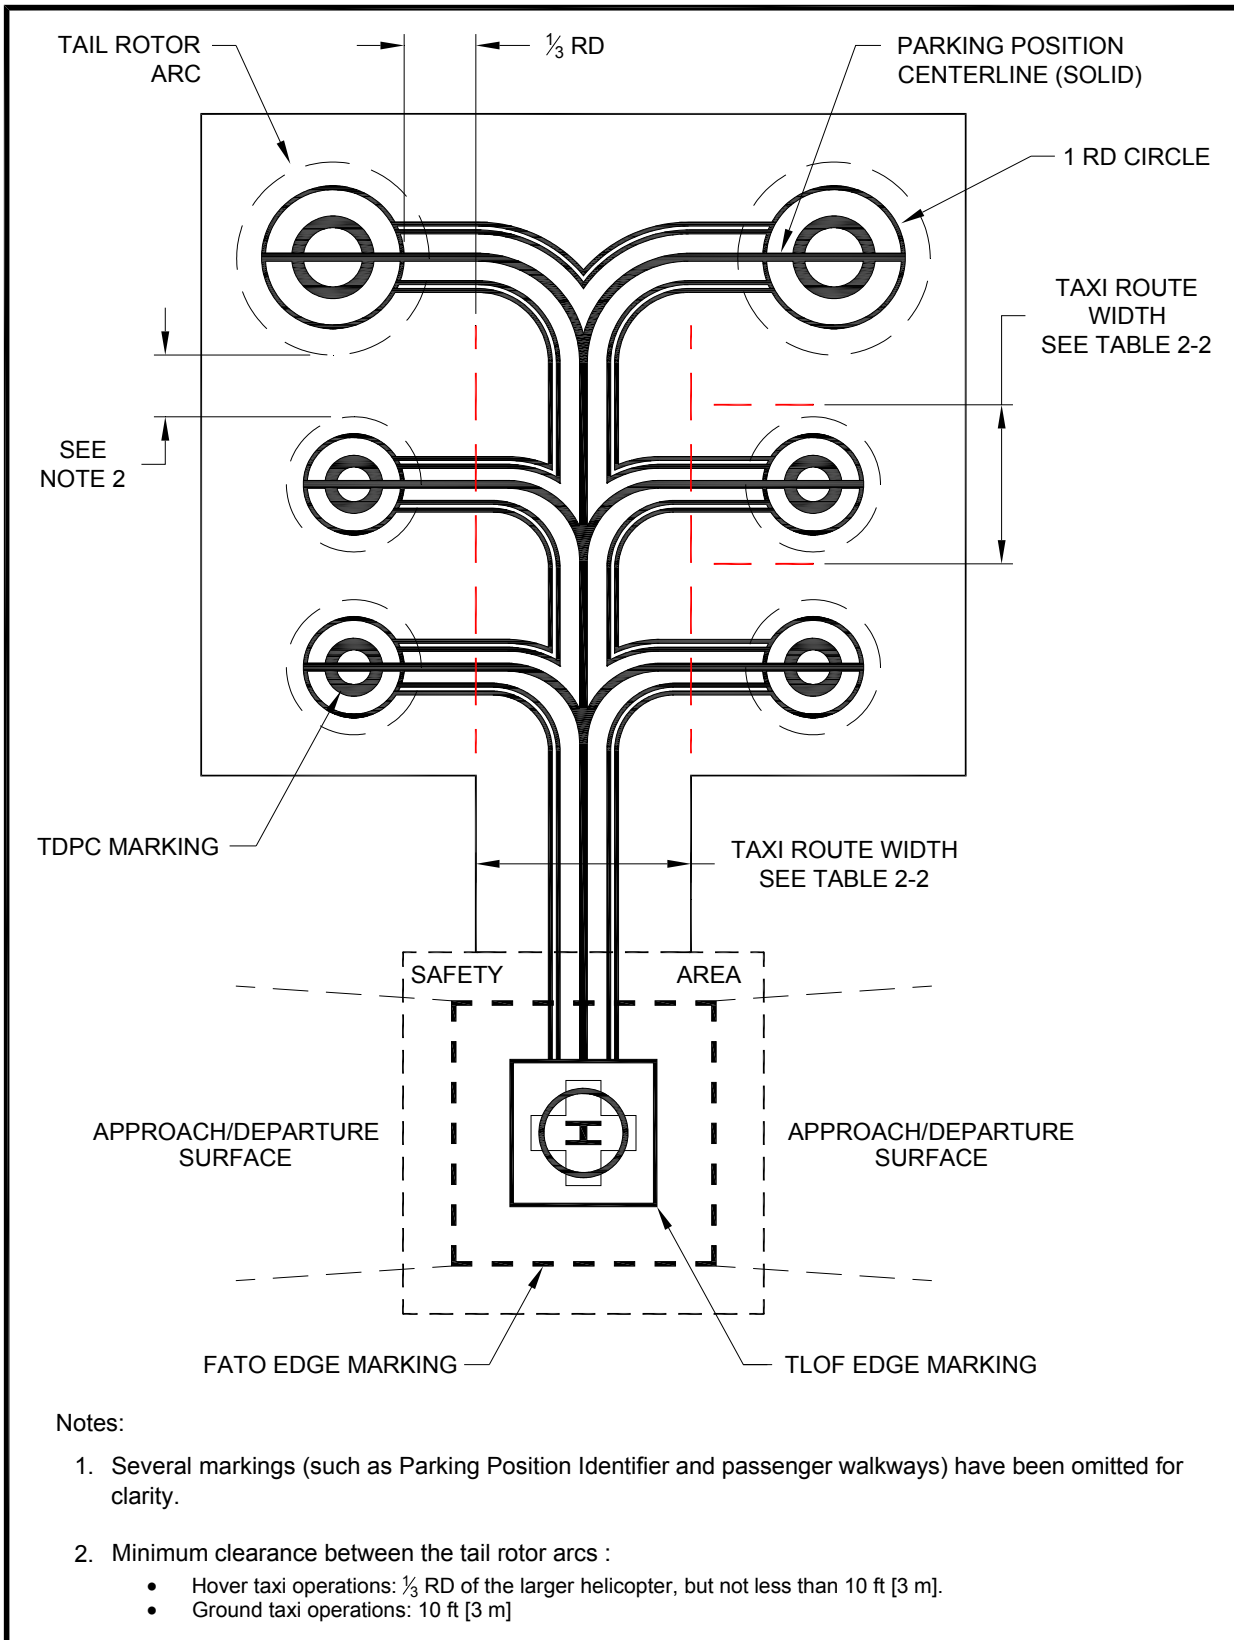 TAIL ROTOR
ARC
⅓ RD
PARKING POSITION
CENTERLINE (SOLID)
1 RD CIRCLE
TAXI ROUTE
WIDTH
SEE TABLE 2-2
SEE
NOTE 2
TDPC MARKING
TAXI ROUTE WIDTH
SEE TABLE 2-2
SAFETY AREA
APPROACH/DEPARTURE
SURFACE
H
APPROACH/DEPARTURE
SURFACE
FATO EDGE MARKING
TLOF EDGE MARKING
Notes:
1. Several markings (such as Parking Position Identifier and passenger walkways) have been omitted for
clarity.
2. Minimum clearance between the tail rotor arcs :
• Hover taxi operations: ⅓ RD of the larger helicopter, but not less than 10 ft [3 m].
• Ground taxi operations: 10 ft [3 m]